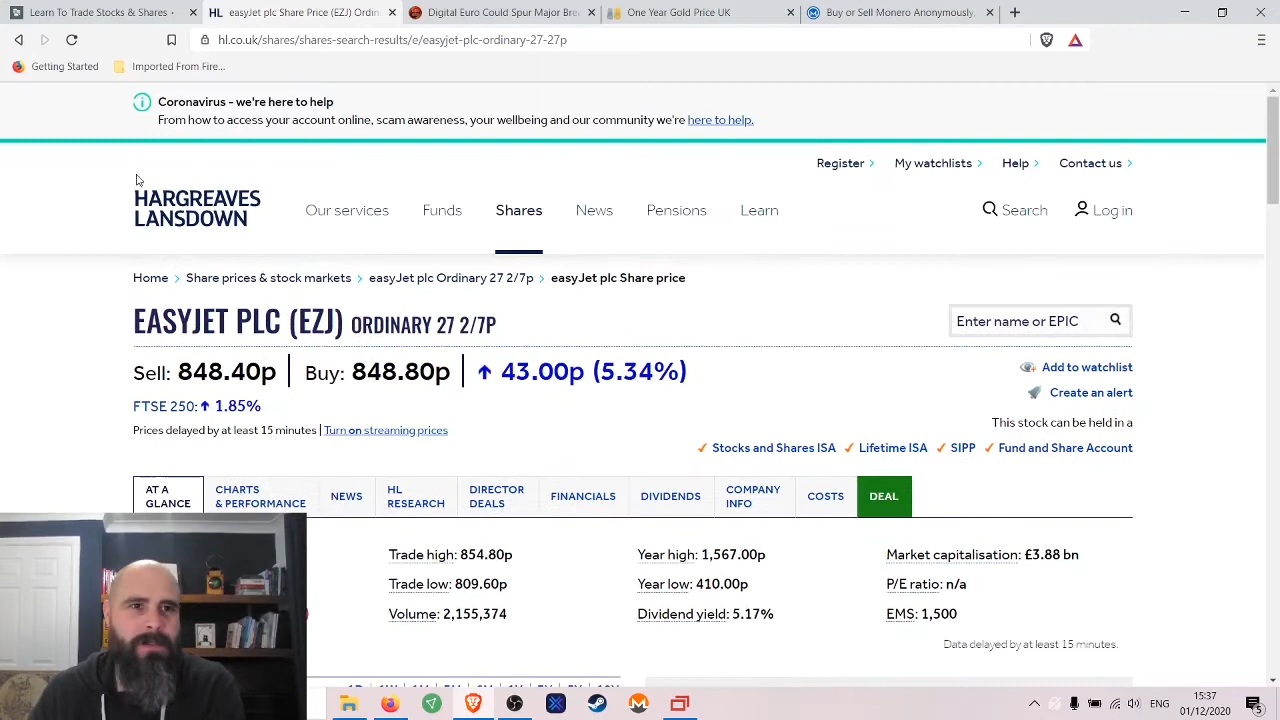 Learn To Trade Stocks & Shares -
HL easyJet plc Share price (EZJ) Ordin
Digital Euro Could Spur Major Bre
One Year Gold Price UK
Buy or Sell Monero Anonymously.
hl.co.uk/shares/shares-search-results/e/easyjet-plc-ordinary-27-27p
Getting Started
Imported From Fire...
Coronavirus - we're here to help
From how to access your account online, scam awareness, your wellbeing and our community we're here to help.
Register
My watchlists
Help
Contact us
HARGREAVES
LANSDOWN
Our services
Funds
Shares
News
Pensions
Learn
Search
Log in
Home > Share prices & stock markets > easyJet plc Ordinary 27 2/7p > easyJet plc Share price
EASYJET PLC (EZJ) ORDINARY 27 2/7P
Enter name or EPIC
Sell: 848.40p | Buy: 848.80p | 43.00p (5.34%)
Add to watchlist
FTSE 250: 1.85%
Create an alert
Prices delayed by at least 15 minutes | Turn on streaming prices
This stock can be held in a
Stocks and Shares ISA
Lifetime ISA
SIPP
Fund and Share Account
AT A
GLANCE
CHARTS
& PERFORMANCE
NEWS
HL
RESEARCH
DIRECTOR
DEALS
FINANCIALS
DIVIDENDS
COMPANY
INFO
COSTS
DEAL
Trade high: 854.80p
Year high: 1,567.00p
Market capitalisation: £3.88 bn
Trade low: 809.60p
Year low: 410.00p
P/E ratio: n/a
Volume: 2,155,374
Dividend yield: 5.17%
EMS: 1,500
Data delayed by at least 15 minutes.
ENG
15:37
01/12/2020
5